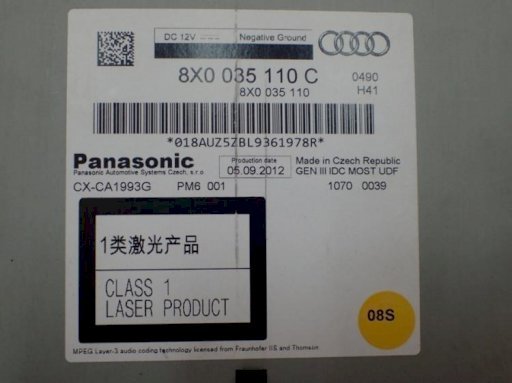 DC 12V Negative Ground
8X0 035 110 C 0490
8X0 035 110 H41
*018AUZ5ZBL9361978R*
Panasonic Production date Made in Czech Republic
Panasonic Automotive Systems Czech, s.r.o 05.09.2012 GEN III IDC MOST UDF
CX-CA1993G PM6 001 1070 0039
1类激光产品
CLASS 1
LASER PRODUCT
08S
MPEG Layer-3 audio coding technology licensed from Fraunhofer IIS and Thomson